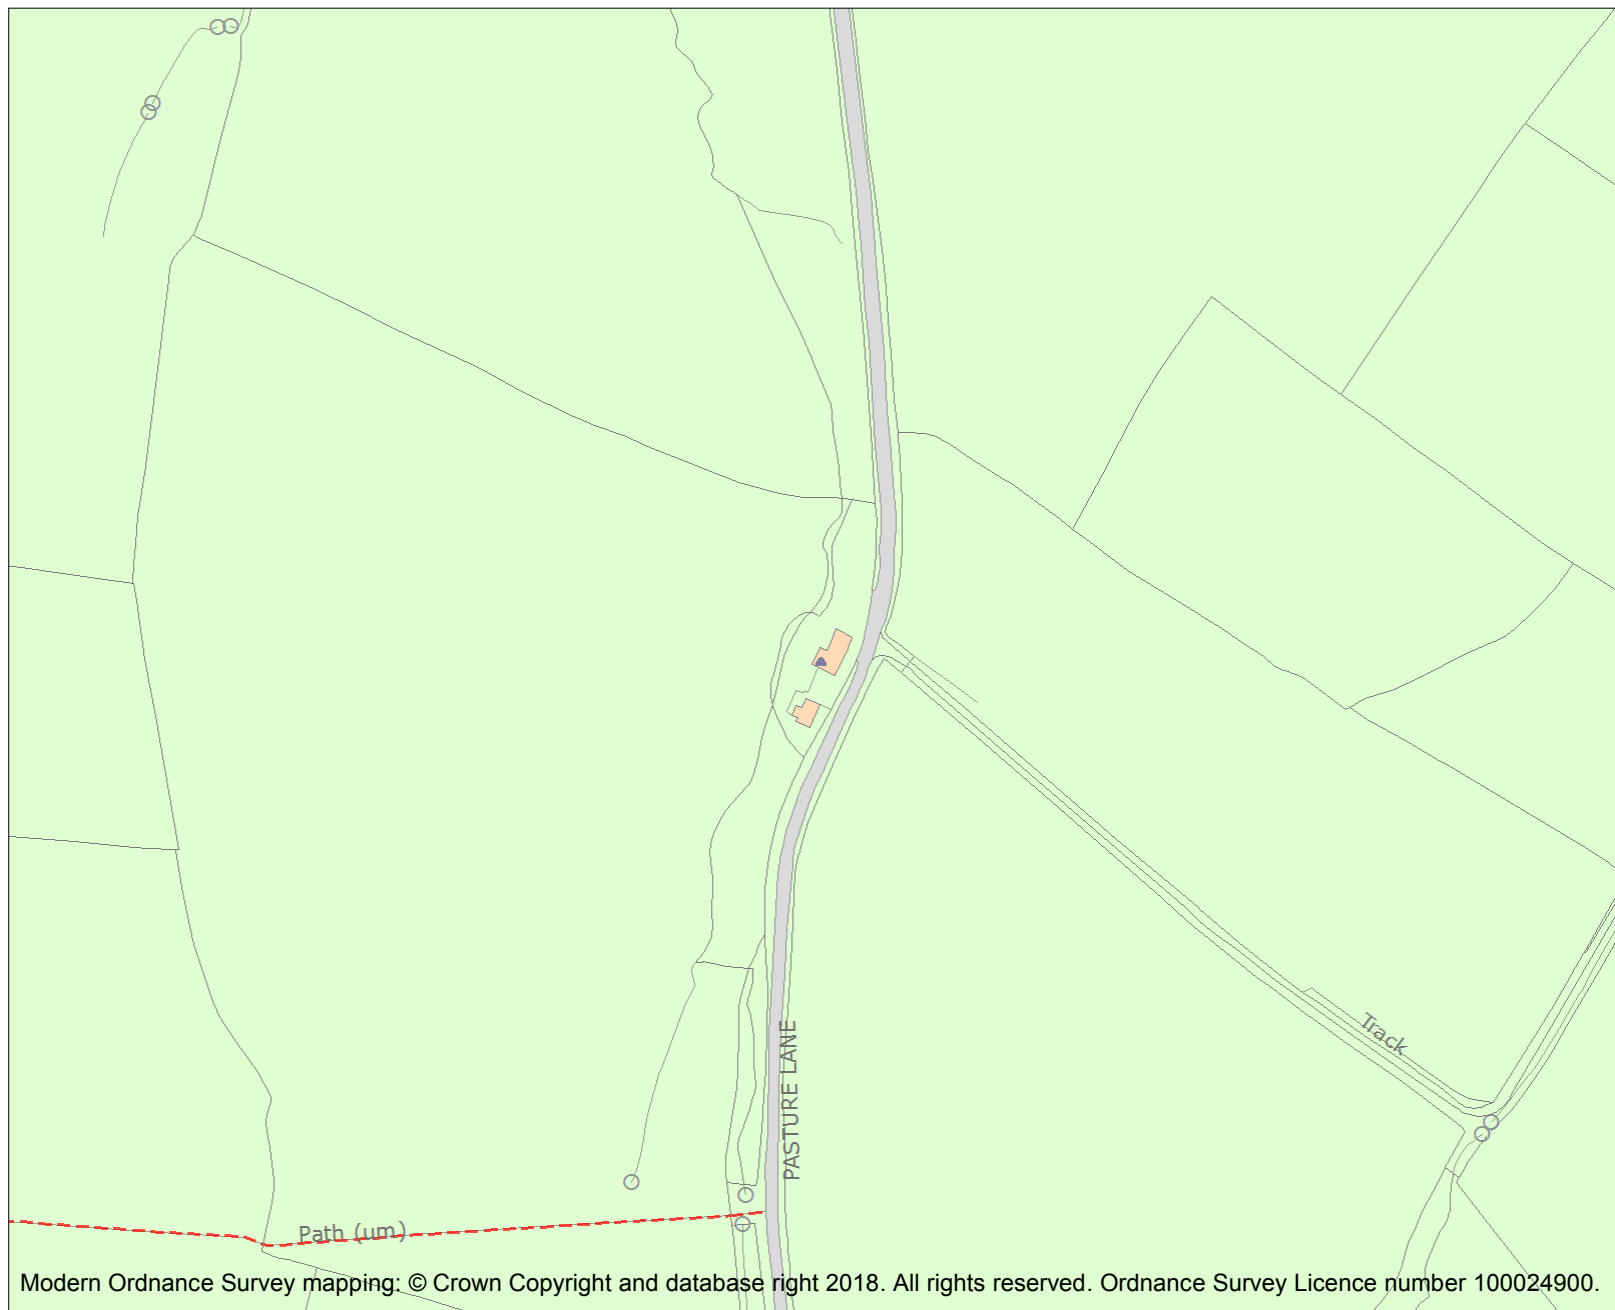 Track
PASTURE LANE
Path (um)
Modern Ordnance Survey mapping: © Crown Copyright and database right 2018. All rights reserved. Ordnance Survey Licence number 100024900.